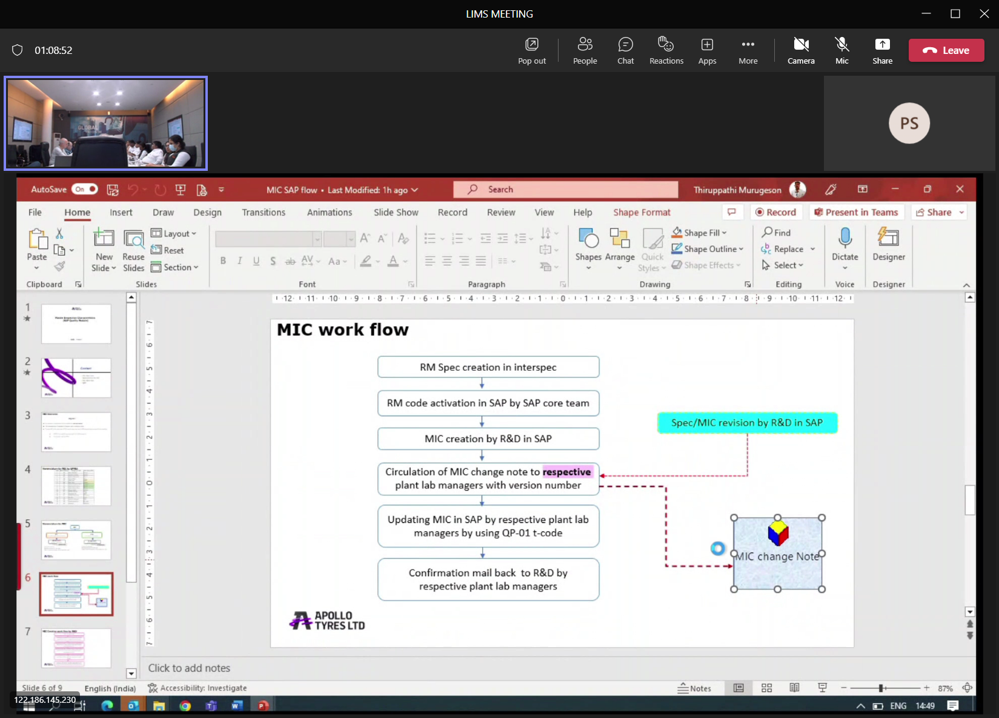 LIMS MEETING
01:08:52
Pop out
People
Chat
Reactions
Apps
More
Camera
Mic
Share
Leave
GLOBAL
PS
AutoSave On
MIC SAP flow • Last Modified: 1h ago
Search
Thiruppathi Murugeson
File
Home
Insert
Draw
Design
Transitions
Animations
Slide Show
Record
Review
View
Help
Shape Format
Record
Present in Teams
Share
Paste
Clipboard
New Slide
Reuse Slides
Layout
Reset
Section
Slides
Font
Paragraph
Shapes
Arrange
Quick Styles
Shape Fill
Shape Outline
Shape Effects
Drawing
Find
Replace
Select
Editing
Dictate
Voice
Designer
Designer
1
2
3
4
5
6
7
MIC work flow
RM Spec creation in interspec
RM code activation in SAP by SAP core team
MIC creation by R&D in SAP
Circulation of MIC change note to respective
plant lab managers with version number
Updating MIC in SAP by respective plant lab
managers by using QP-01 t-code
Confirmation mail back to R&D by
respective plant lab managers
Spec/MIC revision by R&D in SAP
MIC change Note
APOLLO
TYRES LTD
Click to add notes
Slide 6 of 9
English (India)
Accessibility: Investigate
Notes
87%
122.186.145.230
ENG
14:49